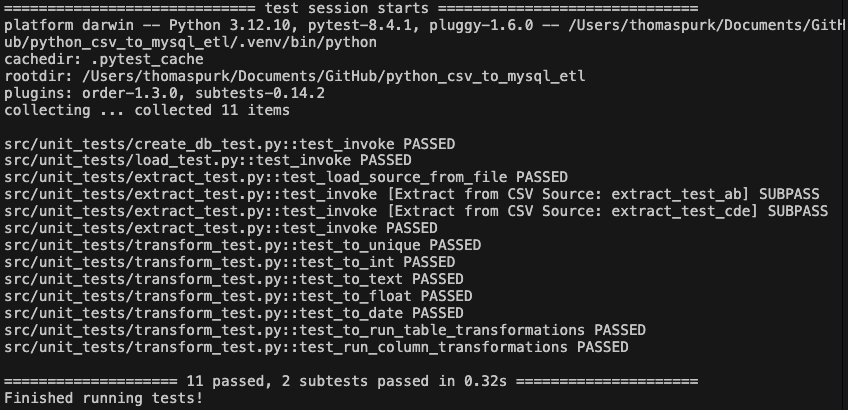 ============================= test session starts ==============================
platform darwin -- Python 3.12.10, pytest-8.4.1, pluggy-1.6.0 -- /Users/thomaspurk/Documents/GitH
ub/python_csv_to_mysql_etl/.venv/bin/python
cachedir: .pytest_cache
rootdir: /Users/thomaspurk/Documents/GitHub/python_csv_to_mysql_etl
plugins: order-1.3.0, subtests-0.14.2
collecting ... collected 11 items
src/unit_tests/create_db_test.py::test_invoke PASSED
src/unit_tests/load_test.py::test_invoke PASSED
src/unit_tests/extract_test.py::test_load_source_from_file PASSED
src/unit_tests/extract_test.py::test_invoke [Extract from CSV Source: extract_test_ab] SUBPASS
src/unit_tests/extract_test.py::test_invoke [Extract from CSV Source: extract_test_cde] SUBPASS
src/unit_tests/extract_test.py::test_invoke PASSED
src/unit_tests/transform_test.py::test_to_unique PASSED
src/unit_tests/transform_test.py::test_to_int PASSED
src/unit_tests/transform_test.py::test_to_text PASSED
src/unit_tests/transform_test.py::test_to_float PASSED
src/unit_tests/transform_test.py::test_to_date PASSED
src/unit_tests/transform_test.py::test_to_run_table_transformations PASSED
src/unit_tests/transform_test.py::test_run_column_transformations PASSED
==================== 11 passed, 2 subtests passed in 0.32s =====================
Finished running tests!